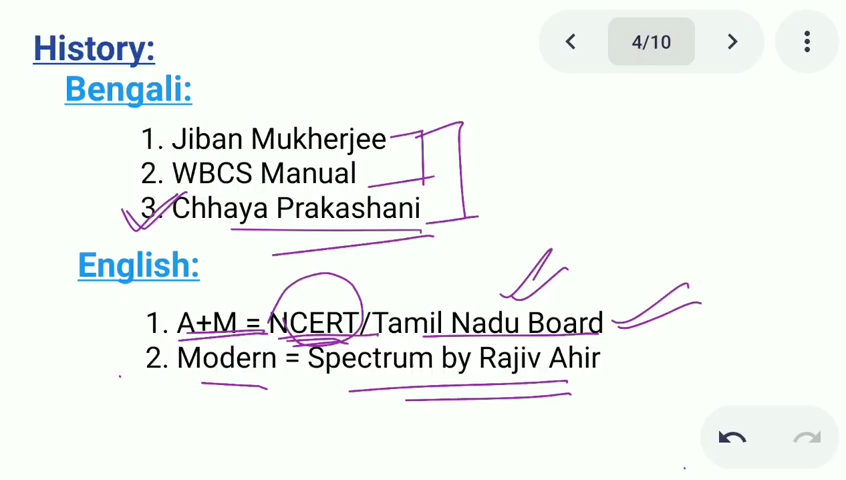 History:
4/10
Bengali:
1. Jiban Mukherjee
2. WBCS Manual
3. Chhaya Prakashani
English:
1. A+M = NCERT/Tamil Nadu Board
2. Modern = Spectrum by Rajiv Ahir